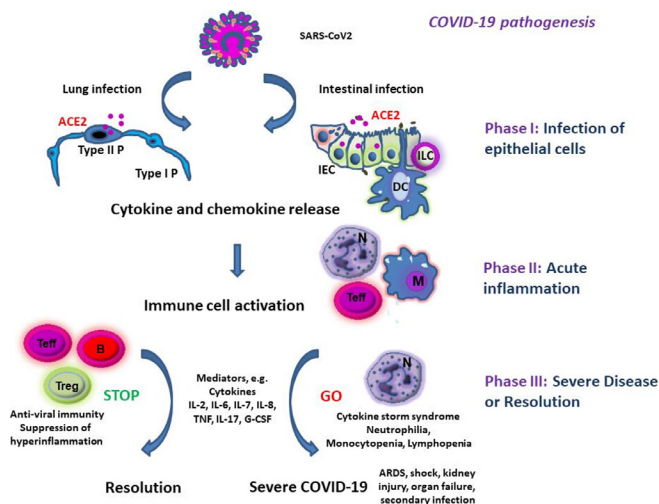 COVID-19 pathogenesis
SARS-CoV2
Lung infection
Intestinal infection
ACE2
ACE2
Type II P
Type I P
IEC
ILC
DC
Phase I: Infection of
epithelial cells
Cytokine and chemokine release
N
M
Teff
Phase II: Acute
inflammation
Immune cell activation
Teff
B
Treg
STOP
Anti-viral immunity
Suppression of
hyperinflammation
Mediators, e.g.
Cytokines
IL-2, IL-6, IL-7, IL-8,
TNF, IL-17, G-CSF
GO
N
Cytokine storm syndrome
Neutrophilia,
Monocytopenia, Lymphopenia
Phase III: Severe Disease
or Resolution
Resolution
Severe COVID-19
ARDS, shock, kidney
injury, organ failure,
secondary infection